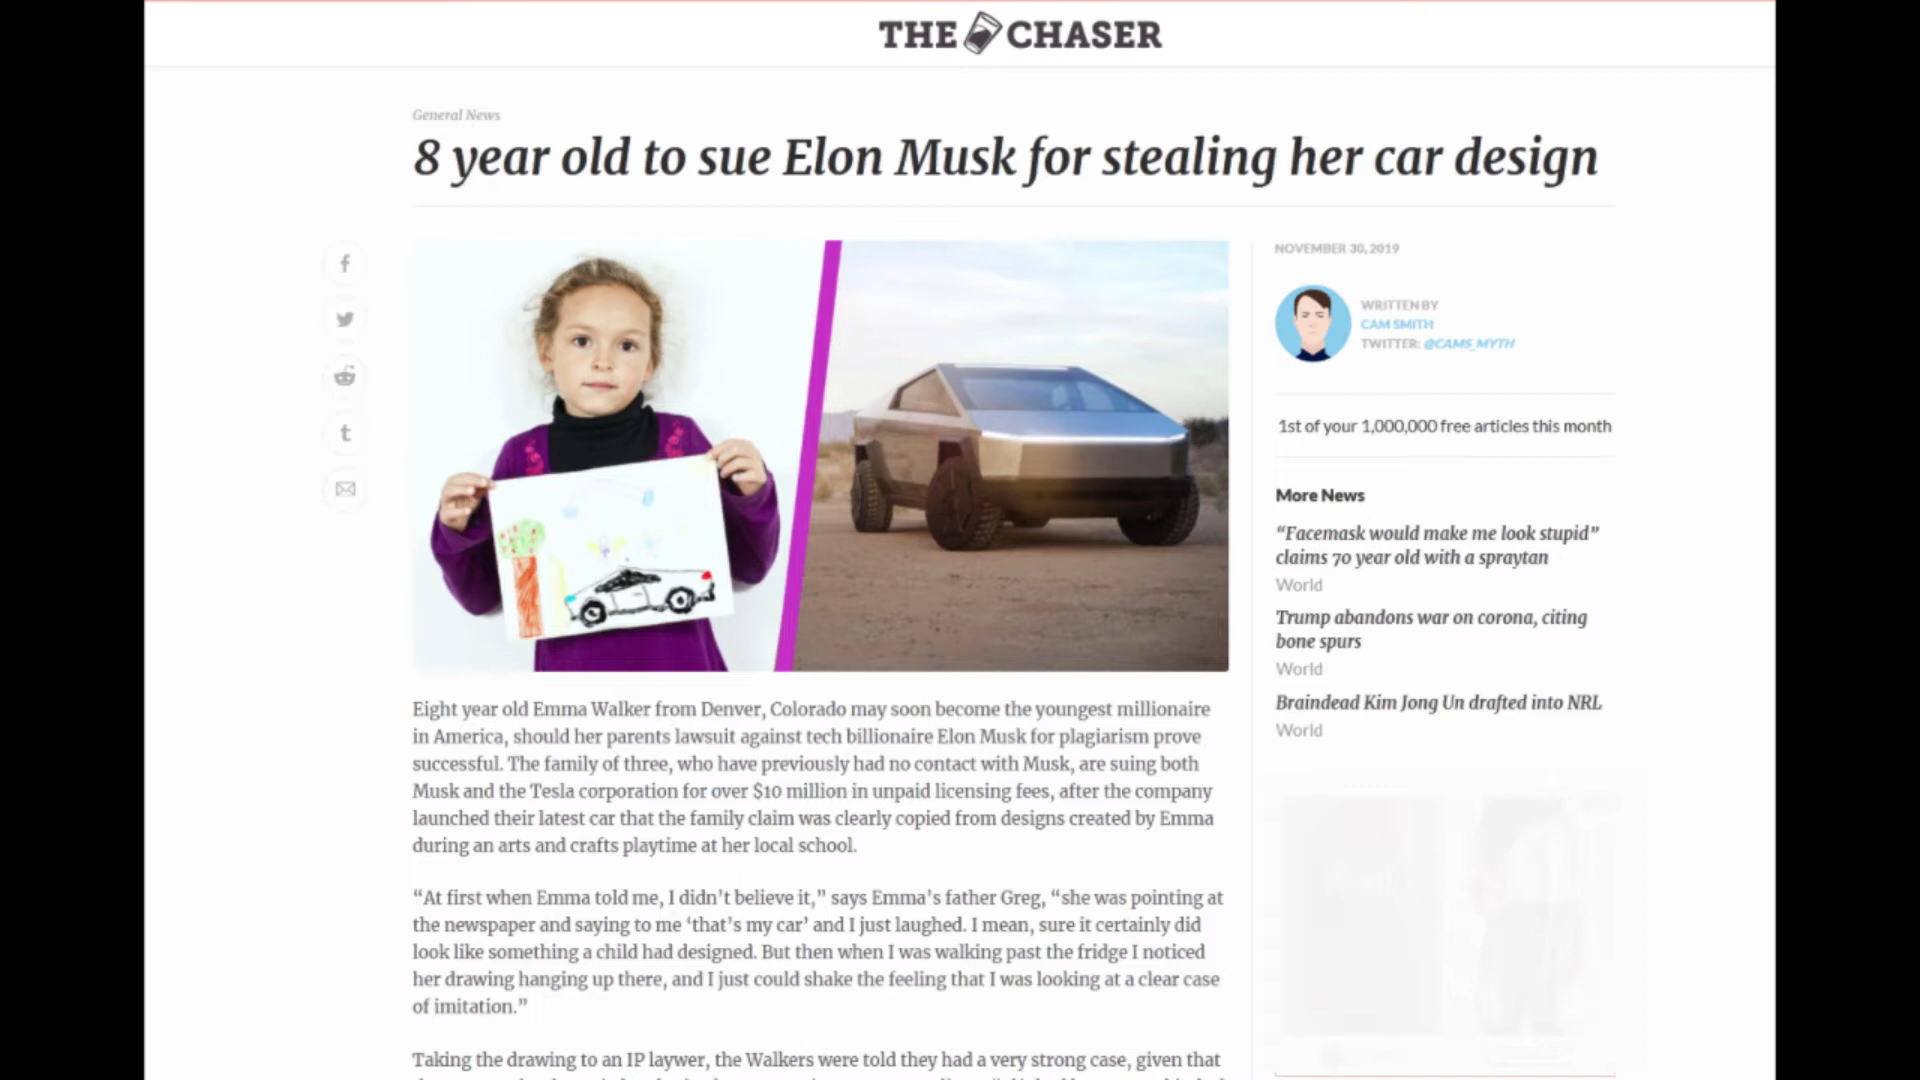 THE CHASER
General News
8 year old to sue Elon Musk for stealing her car design
NOVEMBER 30, 2019
WRITTEN BY
CAM SMITH
TWITTER: @CAMS_MYTH
1st of your 1,000,000 free articles this month
More News
“Facemask would make me look stupid”
claims 70 year old with a spraytan
World
Trump abandons war on corona, citing
bone spurs
World
Braindead Kim Jong Un drafted into NRL
World
Eight year old Emma Walker from Denver, Colorado may soon become the youngest millionaire
in America, should her parents lawsuit against tech billionaire Elon Musk for plagiarism prove
successful. The family of three, who have previously had no contact with Musk, are suing both
Musk and the Tesla corporation for over $10 million in unpaid licensing fees, after the company
launched their latest car that the family claim was clearly copied from designs created by Emma
during an arts and crafts playtime at her local school.
“At first when Emma told me, I didn’t believe it,” says Emma’s father Greg, “she was pointing at
the newspaper and saying to me ‘that’s my car’ and I just laughed. I mean, sure it certainly did
look like something a child had designed. But then when I was walking past the fridge I noticed
her drawing hanging up there, and I just could shake the feeling that I was looking at a clear case
of imitation.”
Taking the drawing to an IP laywer, the Walkers were told they had a very strong case, given that